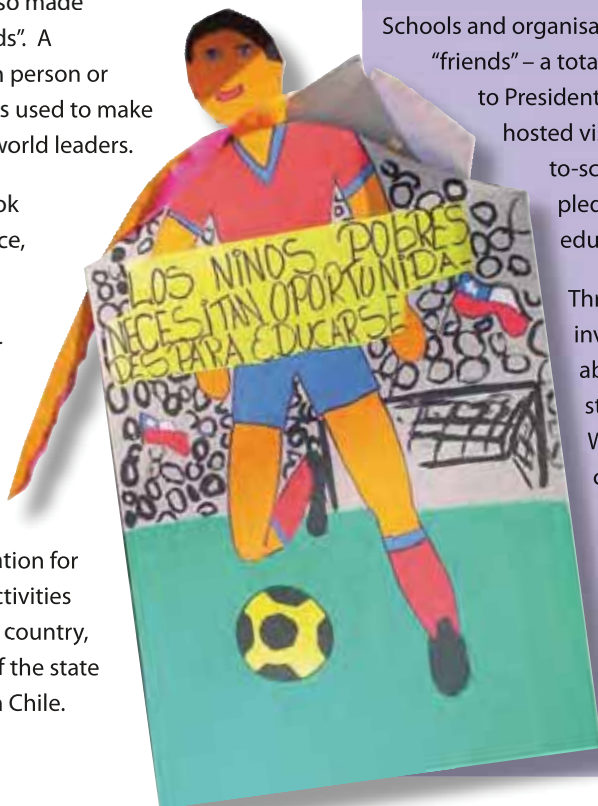 so made
ds”. A
n person or
s used to make
world leaders.
ok
ce,
ation for
ctivities
country,
f the state
n Chile.
LOS NIÑOS POBRES
NECESITAN OPORTUNIDA-
DES PARA EDUCARSE
Schools and organisa
“friends” – a tota
to President
hosted vi
to-sc
pled
edu
Thr
inv
ab
st
W